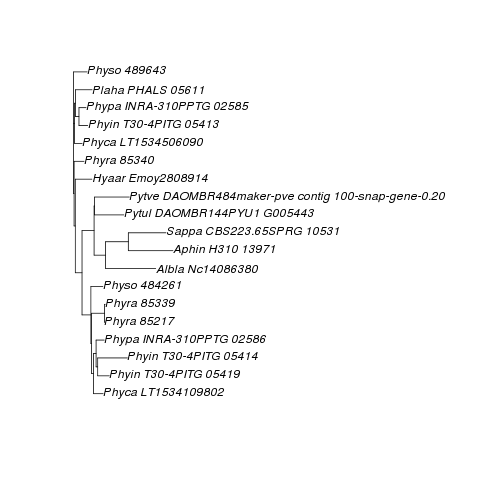 Physo 489643
Plaha PHALS 05611
Phypa INRA-310PPTG 02585
Phyin T30-4PITG 05413
Phyca LT1534506090
Phyra 85340
Hyaar Emoy2808914
Pytve DAOMBR484maker-pve contig 100-snap-gene-0.20
Pytul DAOMBR144PYU1 G005443
Sappa CBS223.65SPRG 10531
Aphin H310 13971
Albla Nc14086380
Physo 484261
Phyra 85339
Phyra 85217
Phypa INRA-310PPTG 02586
Phyin T30-4PITG 05414
Phyin T30-4PITG 05419
Phyca LT1534109802